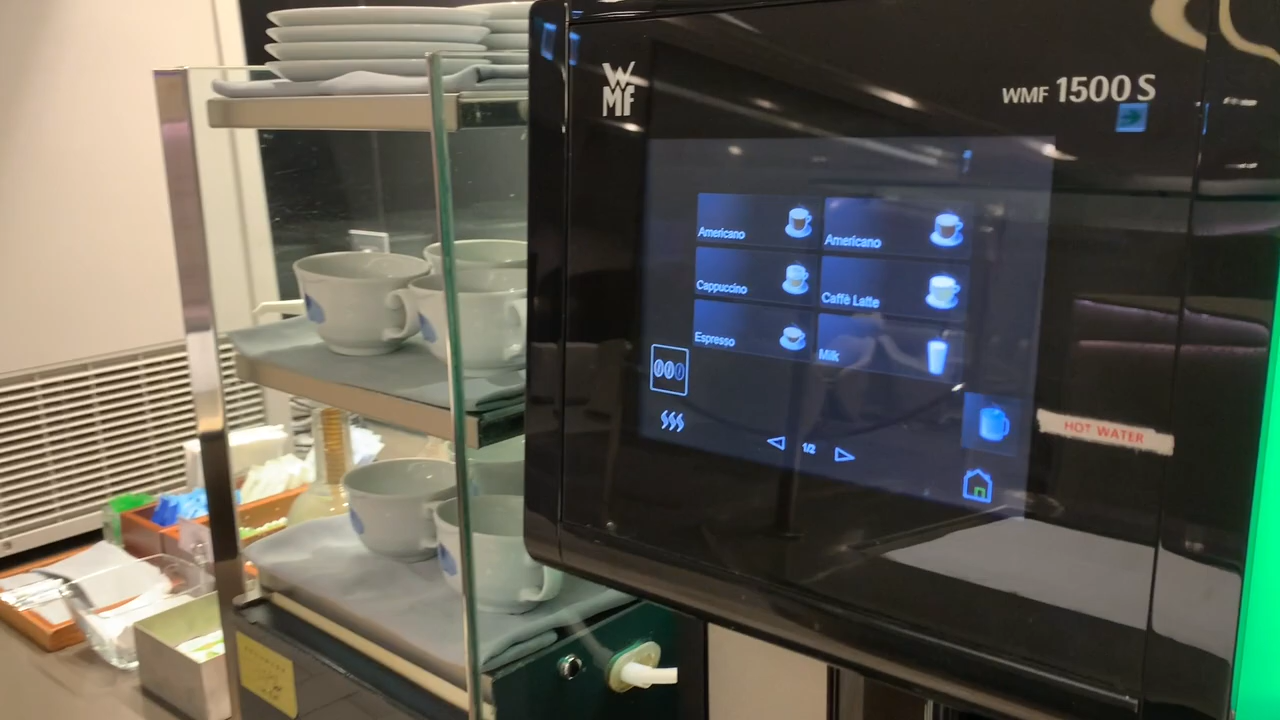 WMF
WMF 1500 S
Americano
Americano
Cappuccino
Caffè Latte
Espresso
Milk
1/2
HOT WATER